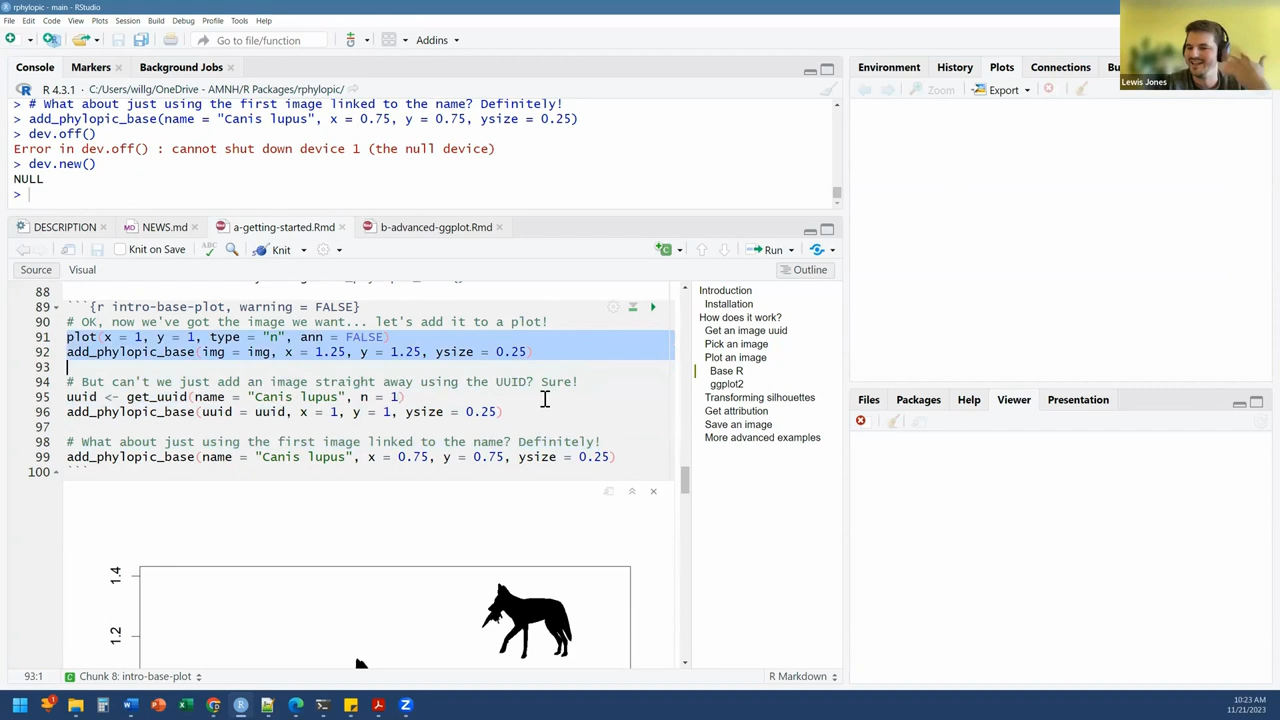 rphylopic - main - RStudio
File Edit Code View Plots Session Build Debug Profile Tools Help
Go to file/function
Addins
Console Markers Background Jobs
R 4.3.1 · C:/Users/willg/OneDrive - AMNH/R Packages/rphylopic/
> # What about just using the first image linked to the name? Definitely!
> add_phylopic_base(name = "Canis lupus", x = 0.75, y = 0.75, ysize = 0.25)
> dev.off()
Error in dev.off() : cannot shut down device 1 (the null device)
> dev.new()
NULL
>
DESCRIPTION NEWS.md a-getting-started.Rmd b-advanced-ggplot.Rmd
Knit on Save ABC Knit Run
Source Visual Outline
88
89 ```{r intro-base-plot, warning = FALSE}
90 # OK, now we've got the image we want... let's add it to a plot!
91 plot(x = 1, y = 1, type = "n", ann = FALSE)
92 add_phylopic_base(img = img, x = 1.25, y = 1.25, ysize = 0.25)
93
94 # But can't we just add an image straight away using the UUID? Sure!
95 uuid <- get_uuid(name = "Canis lupus", n = 1)
96 add_phylopic_base(uuid = uuid, x = 1, y = 1, ysize = 0.25)
97
98 # What about just using the first image linked to the name? Definitely!
99 add_phylopic_base(name = "Canis lupus", x = 0.75, y = 0.75, ysize = 0.25)
100 ```
1.4
1.2
93:1 Chunk 8: intro-base-plot R Markdown
Introduction
Installation
How does it work?
Get an image uuid
Pick an image
Plot an image
Base R
ggplot2
Transforming silhouettes
Get attribution
Save an image
More advanced examples
Environment History Plots Connections Bu
Zoom Export
Files Packages Help Viewer Presentation
Lewis Jones
10:23 AM
11/21/2023